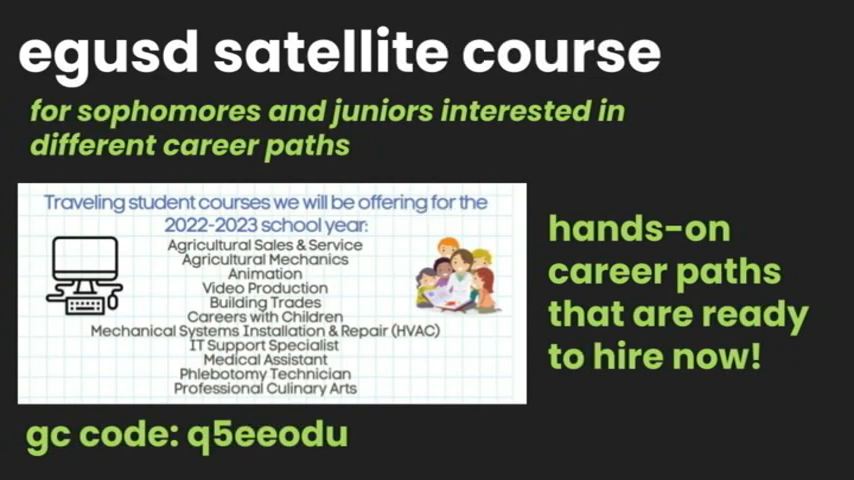 egusd satellite course
for sophomores and juniors interested in
different career paths
Traveling student courses we will be offering for the
2022-2023 school year:
Agricultural Sales & Service
Agricultural Mechanics
Animation
Video Production
Building Trades
Careers with Children
Mechanical Systems Installation & Repair (HVAC)
IT Support Specialist
Medical Assistant
Phlebotomy Technician
Professional Culinary Arts
hands-on
career paths
that are ready
to hire now!
gc code: q5eeodu